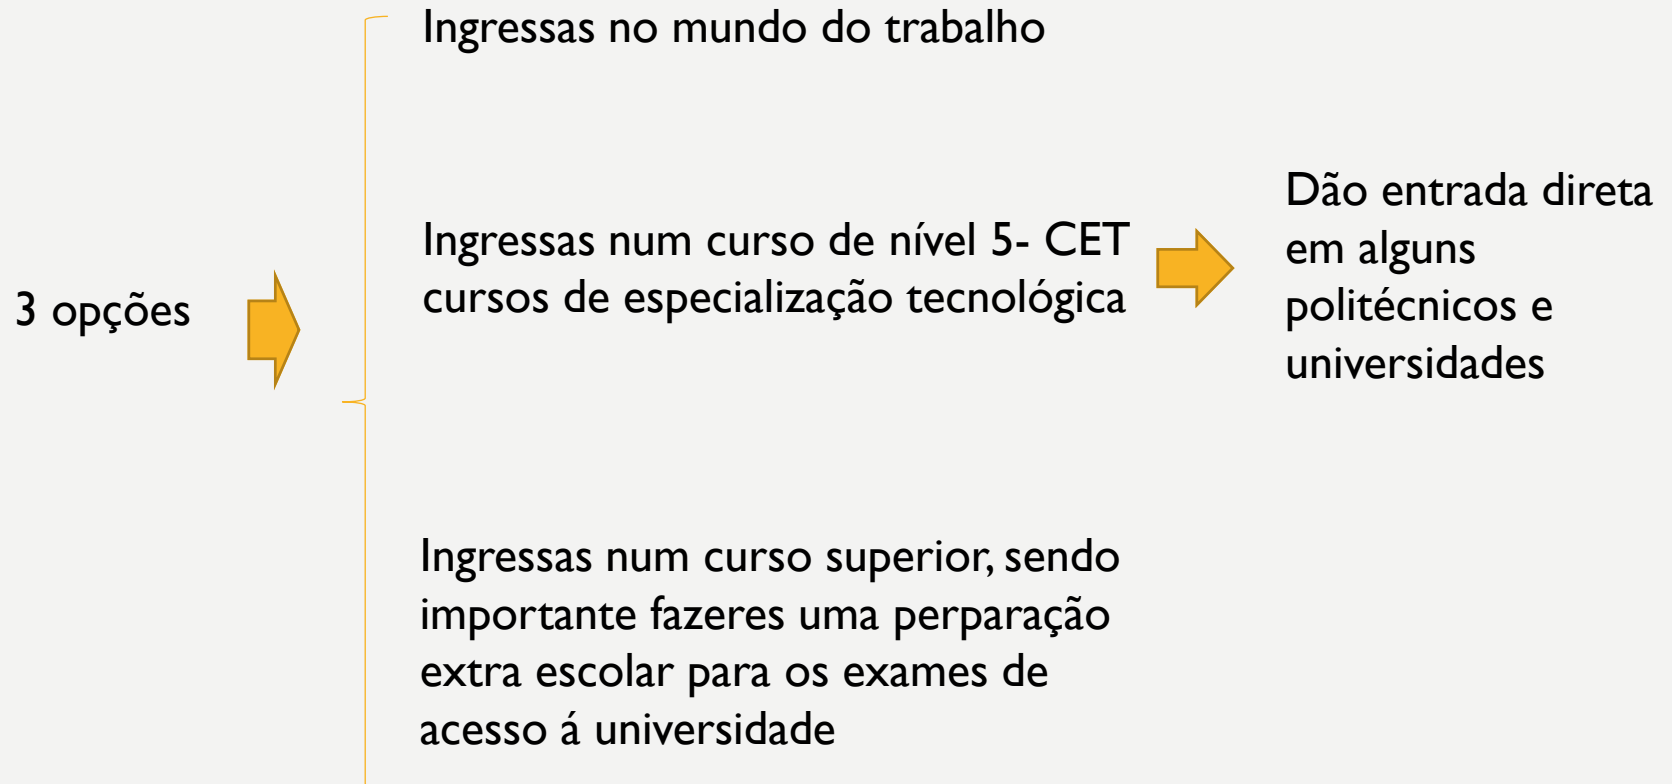 3 opções
Ingressas no mundo do trabalho
Ingressas num curso de nível 5- CET
cursos de especialização tecnológica
Dão entrada direta
em alguns
politécnicos e
universidades
Ingressas num curso superior, sendo
importante fazeres uma perparação
extra escolar para os exames de
acesso á universidade